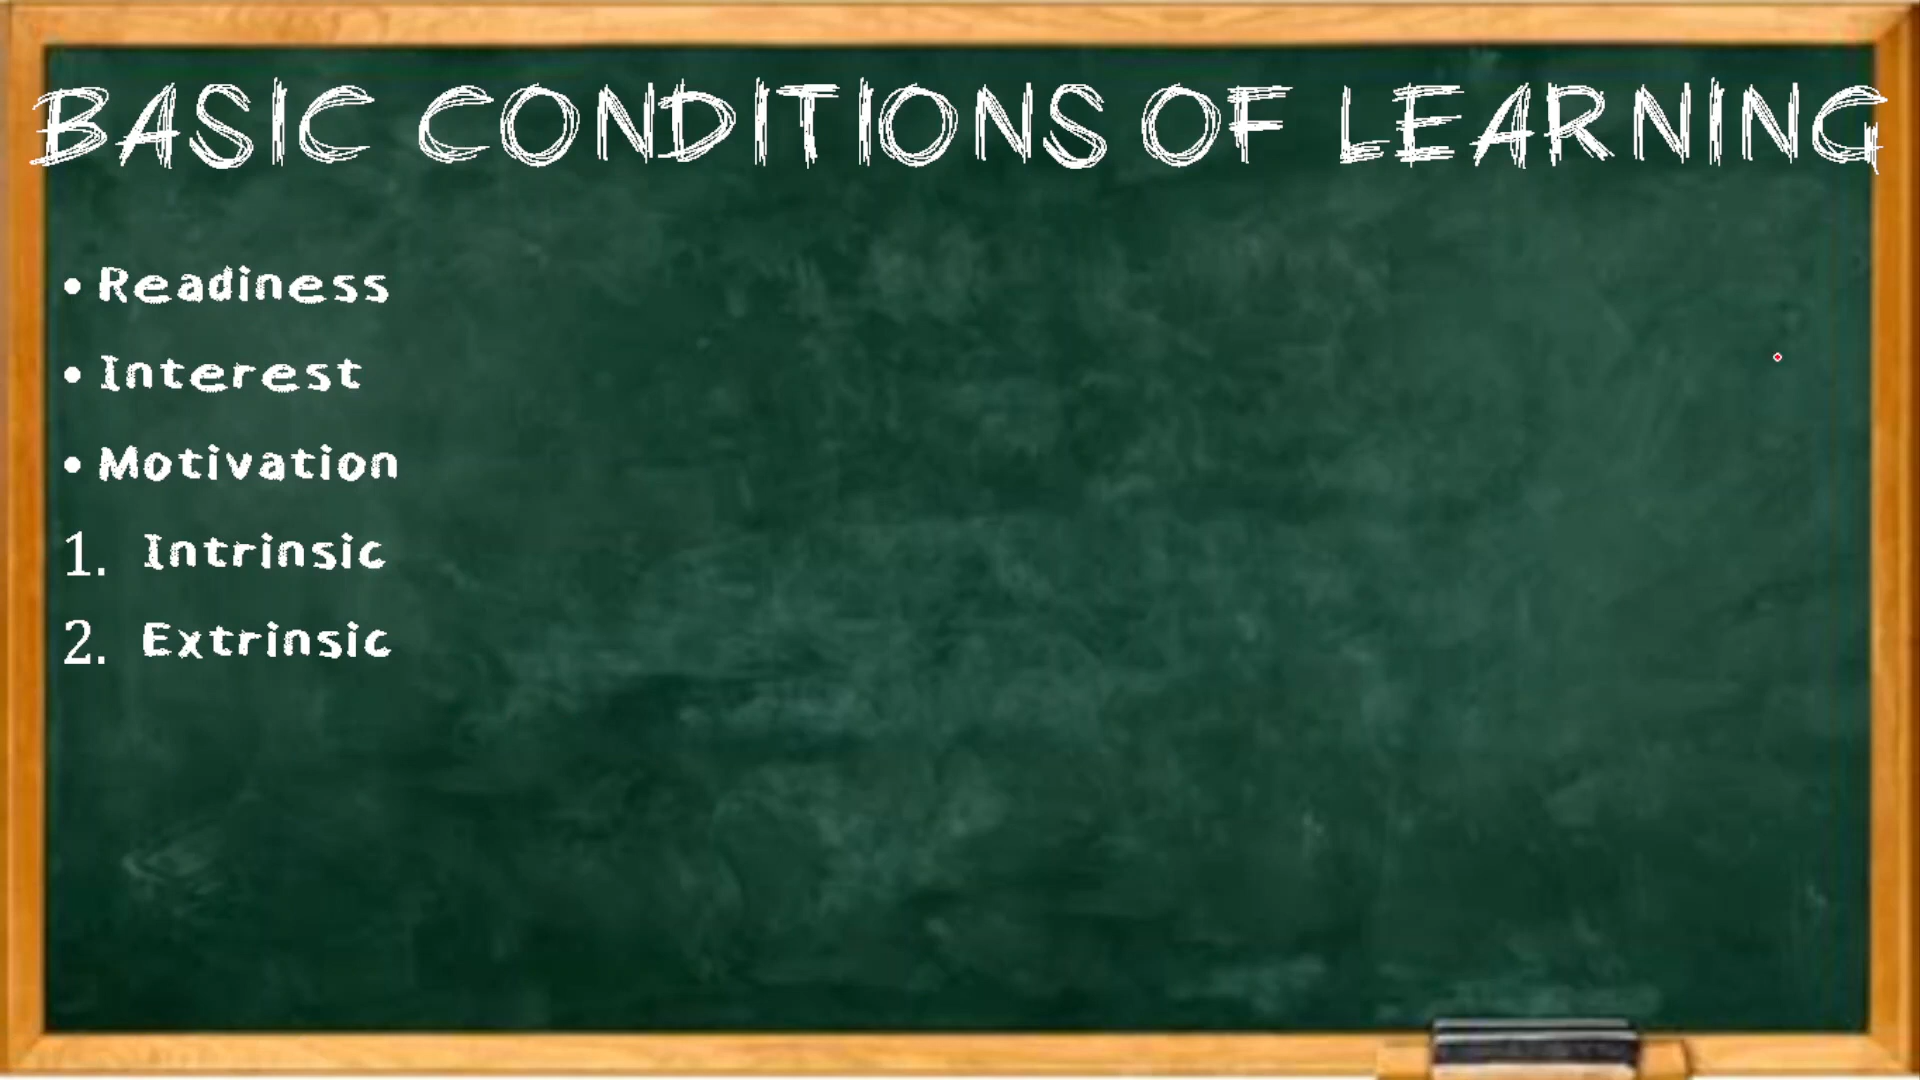 BASIC CONDITIONS OF LEARNING
• Readiness
• Interest
• Motivation
1. Intrinsic
2. Extrinsic